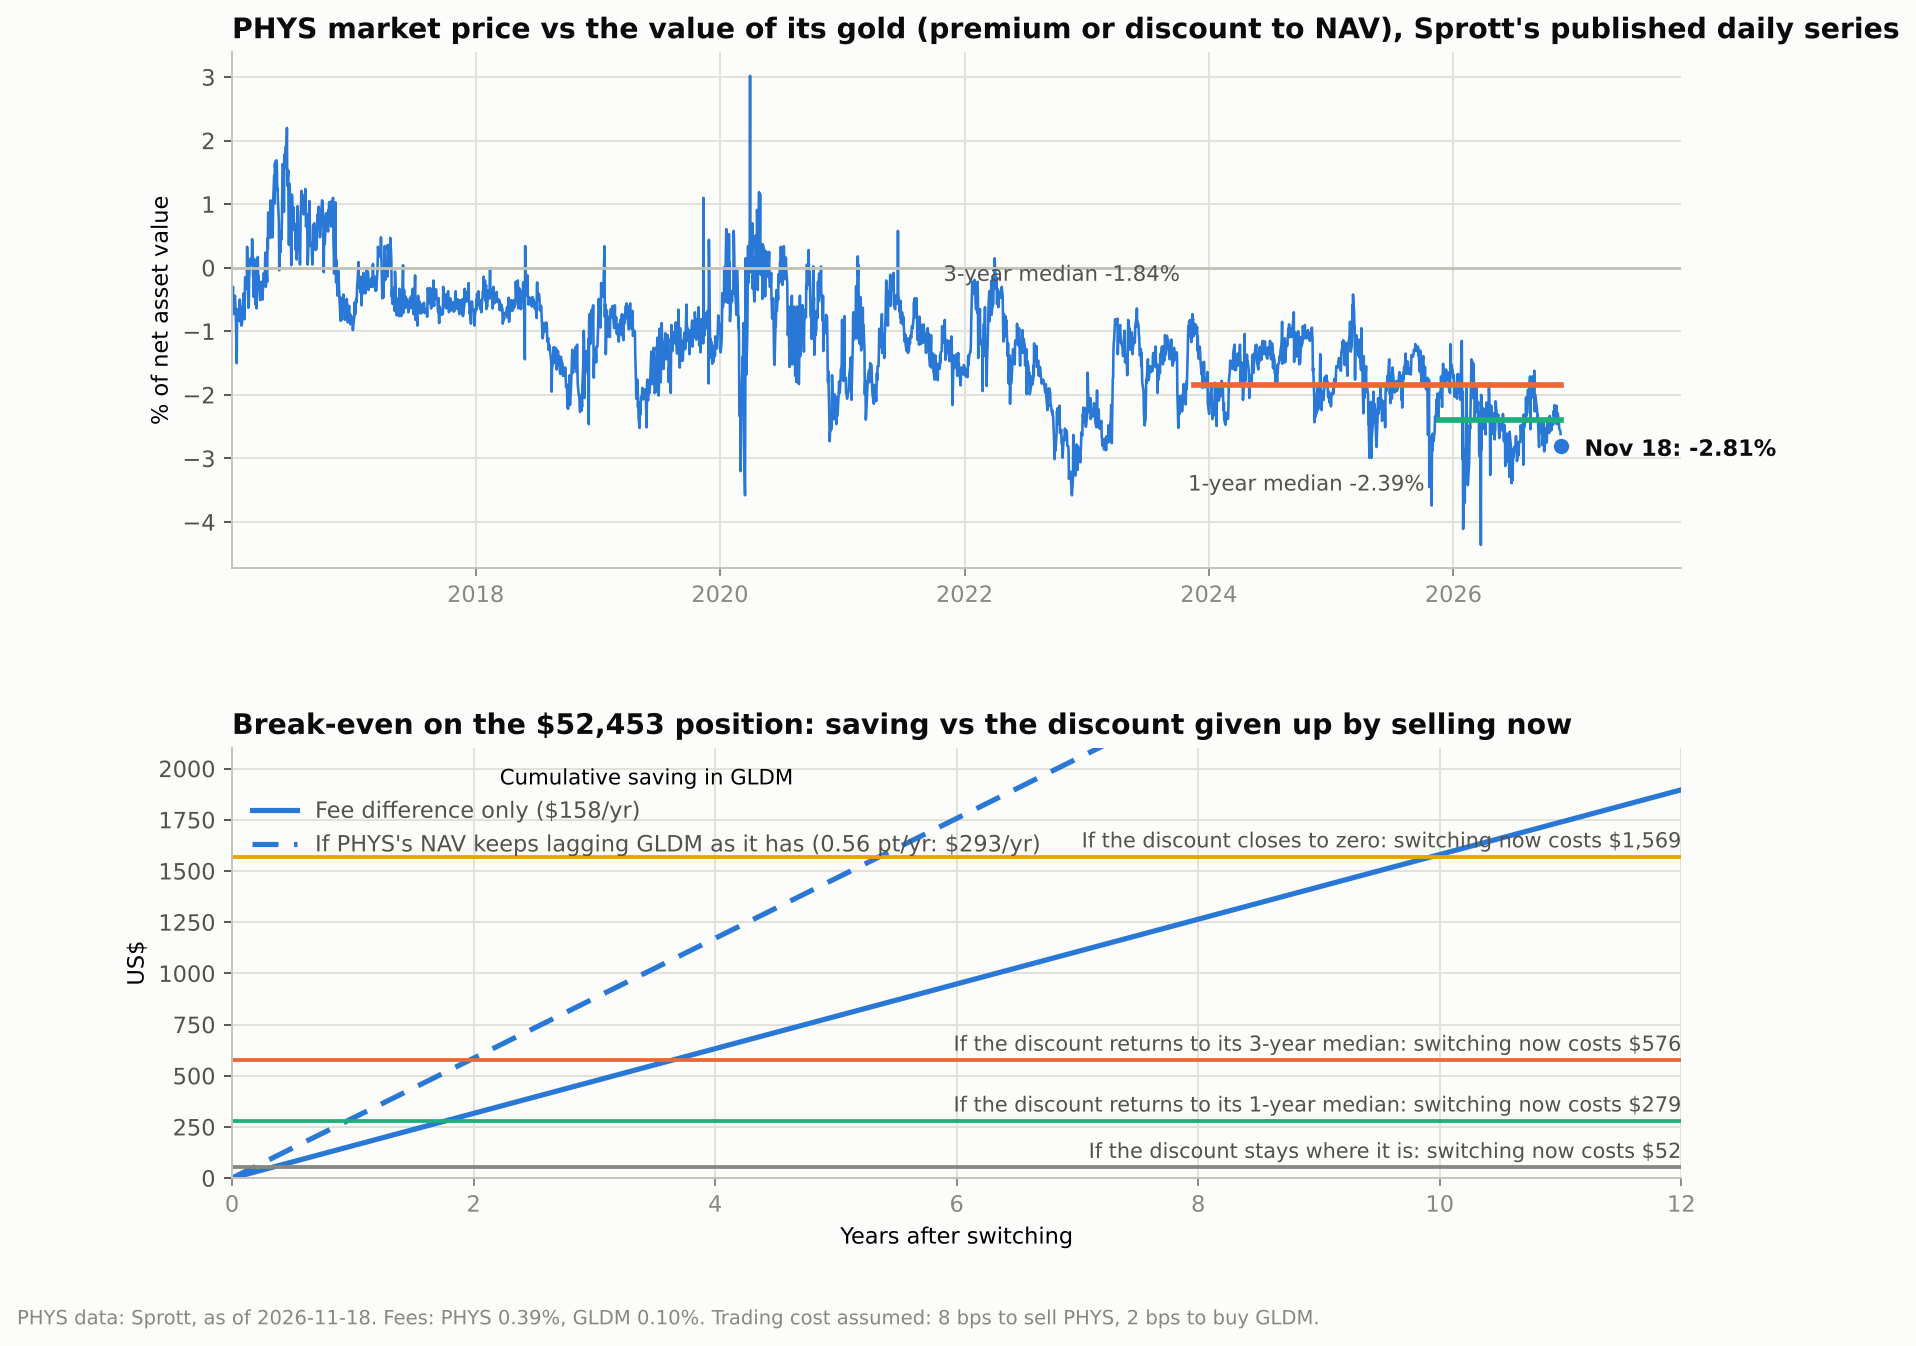 PHYS market price vs the value of its gold (premium or discount to NAV), Sprott's published daily series
% of net asset value
3
2
1
0
−1
−2
−3
−4
3-year median -1.84%
1-year median -2.39%
Nov 18: -2.81%
2018
2020
2022
2024
2026
Break-even on the $52,453 position: saving vs the discount given up by selling now
US$
2000
1750
1500
1250
1000
750
500
250
0
Cumulative saving in GLDM
Fee difference only ($158/yr)
If PHYS's NAV keeps lagging GLDM as it has (0.56 pt/yr: $293/yr)
If the discount closes to zero: switching now costs $1,569
If the discount returns to its 3-year median: switching now costs $576
If the discount returns to its 1-year median: switching now costs $279
If the discount stays where it is: switching now costs $52
0
2
4
6
8
10
12
Years after switching
PHYS data: Sprott, as of 2026-11-18. Fees: PHYS 0.39%, GLDM 0.10%. Trading cost assumed: 8 bps to sell PHYS, 2 bps to buy GLDM.